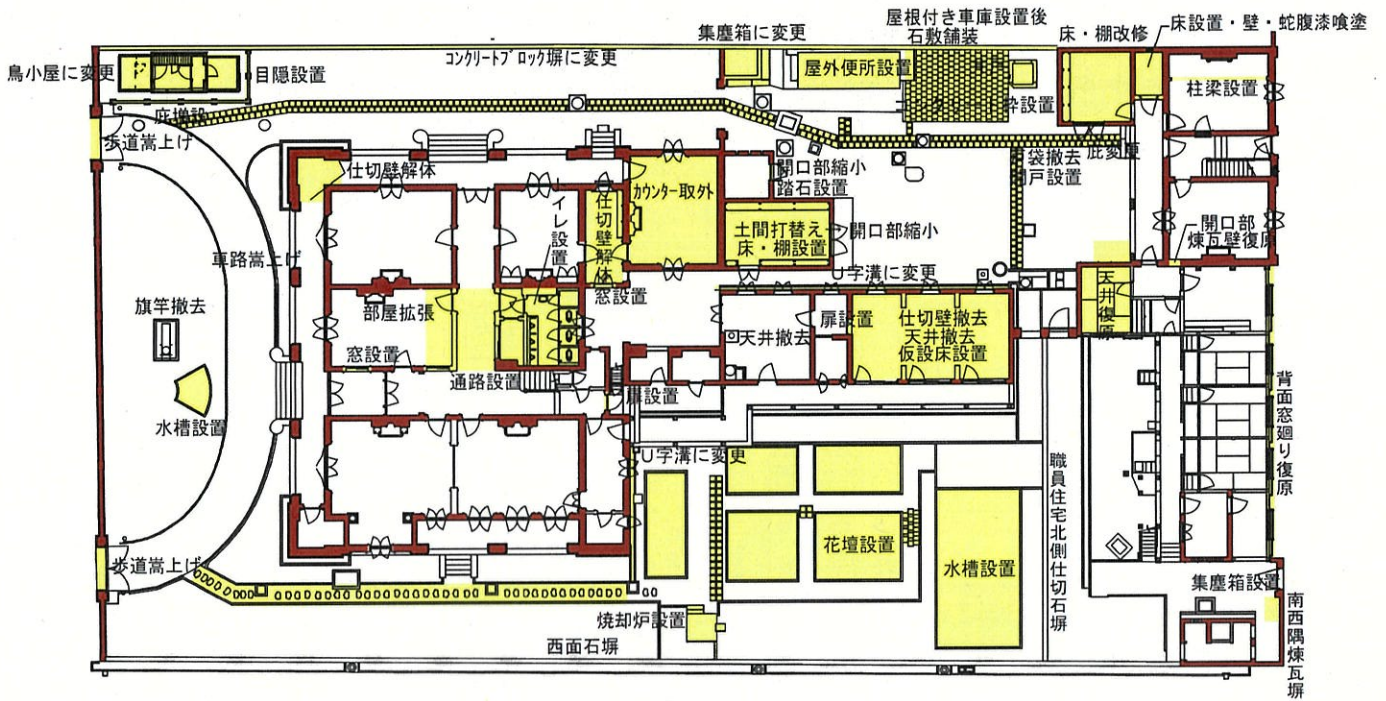 屋根付き車庫設置後
石敷舗装
集塵箱に変更
床・棚改修
床設置・壁・蛇腹漆喰塗
コンクリートブロック塀に変更
鳥小屋に変更
目隠設置
屋外便所設置
枠設置
柱梁設置
庇増設
歩道嵩上げ
仕切壁解体
トイレ設置
仕切壁解体
カウンター取外
開口部縮小
踏石設置
袋撤去
門戸設置
庇変更
土間打替え
床・棚設置
開口部縮小
開口部
煉瓦壁復原
車路嵩上げ
U字溝に変更
窓設置
天井復原
旗竿撤去
部屋拡張
窓設置
天井撤去
扉設置
仕切壁撤去
天井撤去
仮設床設置
通路設置
扉設置
背面窓廻り復原
水槽設置
U字溝に変更
職員住宅北側仕切石塀
花壇設置
水槽設置
歩道嵩上げ
集塵箱設置
焼却炉設置
西面石塀
南西隅煉瓦塀